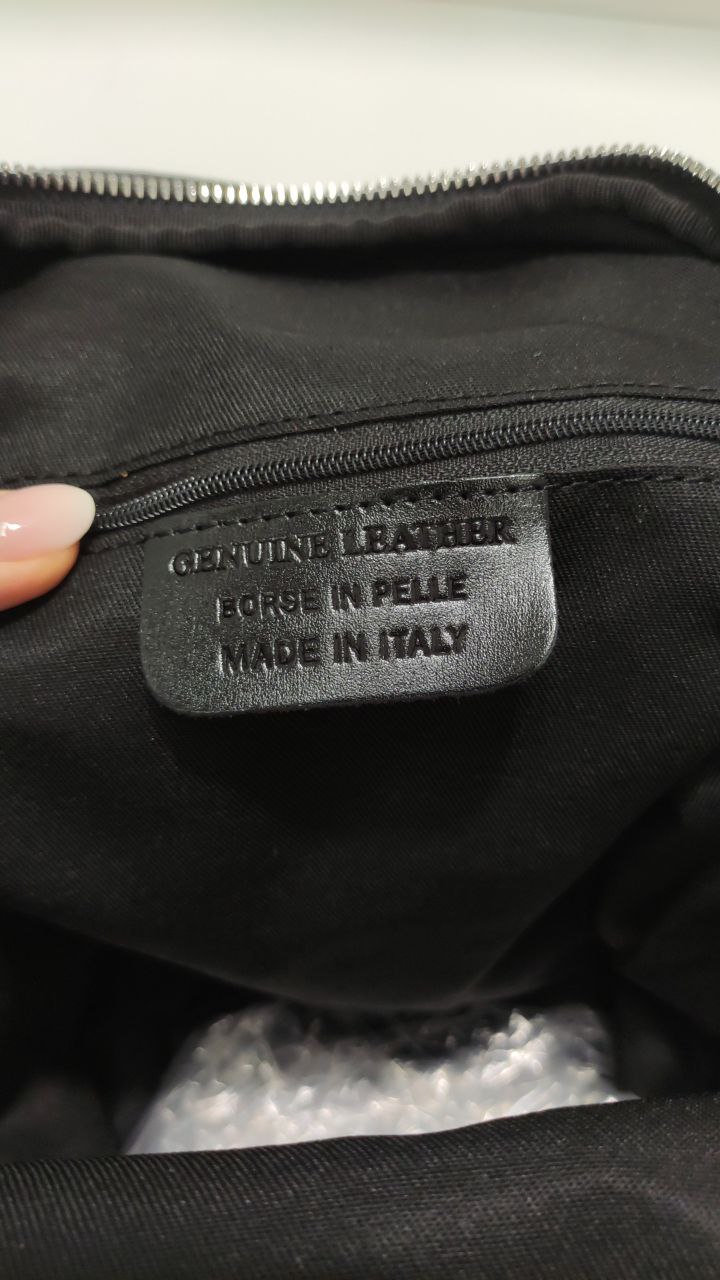 GENUINE LEATHER
BORSE IN PELLE
MADE IN ITALY